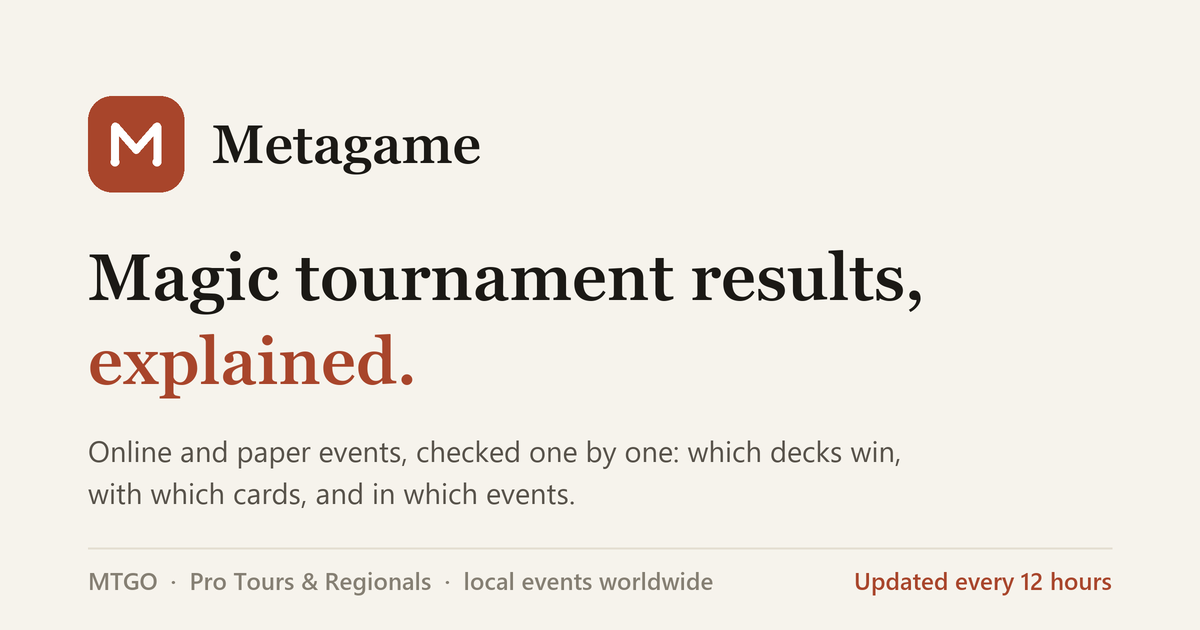 M
Metagame
Magic tournament results,
explained.
Online and paper events, checked one by one: which decks win,
with which cards, and in which events.
MTGO · Pro Tours & Regionals · local events worldwide
Updated every 12 hours